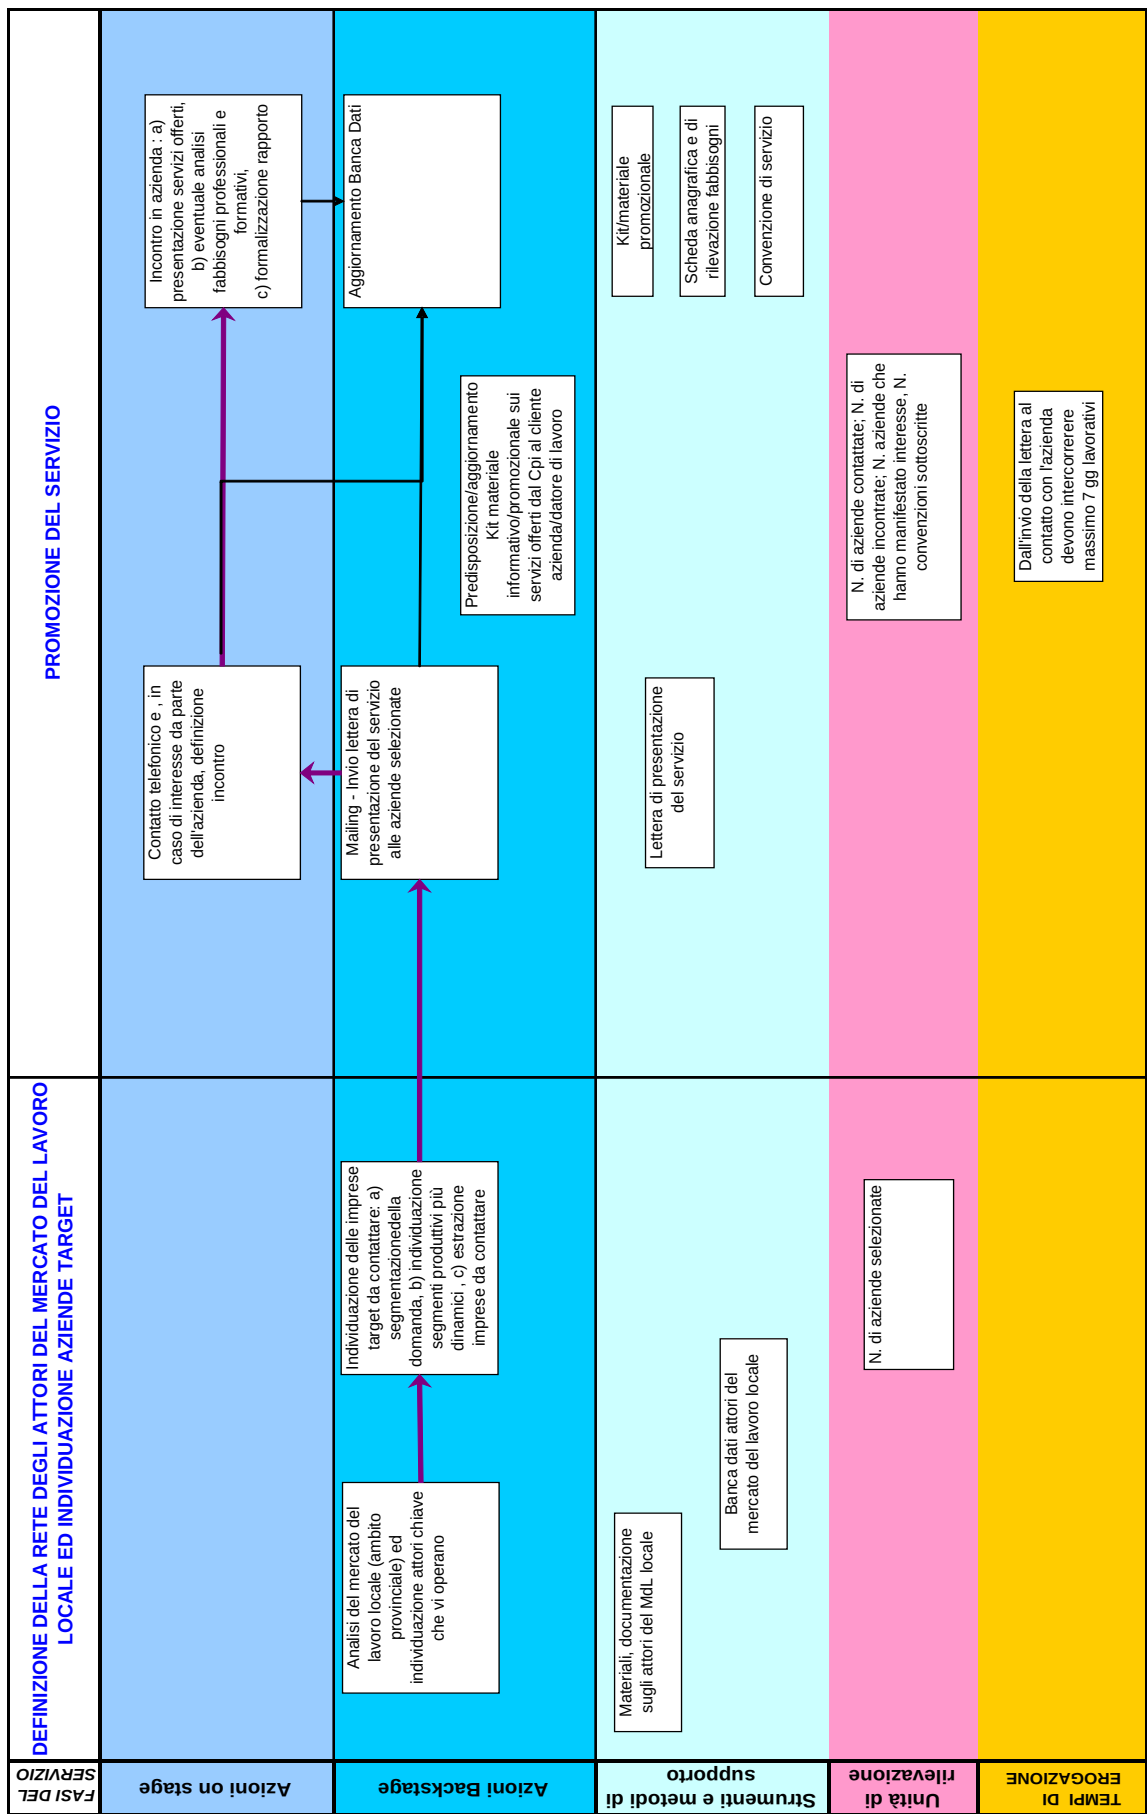 FASI DEL
SERVIZIO
DEFINIZIONE DELLA RETE DEGLI ATTORI DEL MERCATO DEL LAVORO
LOCALE ED INDIVIDUAZIONE AZIENDE TARGET
PROMOZIONE DEL SERVIZIO
Azioni on stage
Contatto telefonico e , in
caso di interesse da parte
dell'azienda, definizione
incontro
Incontro in azienda : a)
presentazione servizi offerti,
b) eventuale analisi
fabbisogni professionali e
formativi,
c) formalizzazione rapporto
Azioni Backstage
Analisi del mercato del
lavoro locale (ambito
provinciale) ed
individuazione attori chiave
che vi operano
Individuazione delle imprese
target da contattare: a)
segmentazionedella
domanda, b) individuazione
segmenti produttivi più
dinamici , c) estrazione
imprese da contattare
Mailing - Invio lettera di
presentazione del servizio
alle aziende selezionate
Predisposizione/aggiornamento
Kit materiale
informativo/promozionale sui
servizi offerti dal Cpi al cliente
azienda/datore di lavoro
Aggiornamento Banca Dati
Strumenti e metodi di
supporto
Materiali, documentazione
sugli attori del MdL locale
Banca dati attori del
mercato del lavoro locale
Lettera di presentazione
del servizio
Kit/materiale
promozionale
Scheda anagrafica e di
rilevazione fabbisogni
Convenzione di servizio
Unità di
rilevazione
N. di aziende selezionate
N. di aziende contattate; N. di
aziende incontrate; N. aziende che
hanno manifestato interesse, N.
convenzioni sottoscritte
TEMPI DI
EROGAZIONE
Dall'invio della lettera al
contatto con l'azienda
devono intercorrerere
massimo 7 gg lavorativi